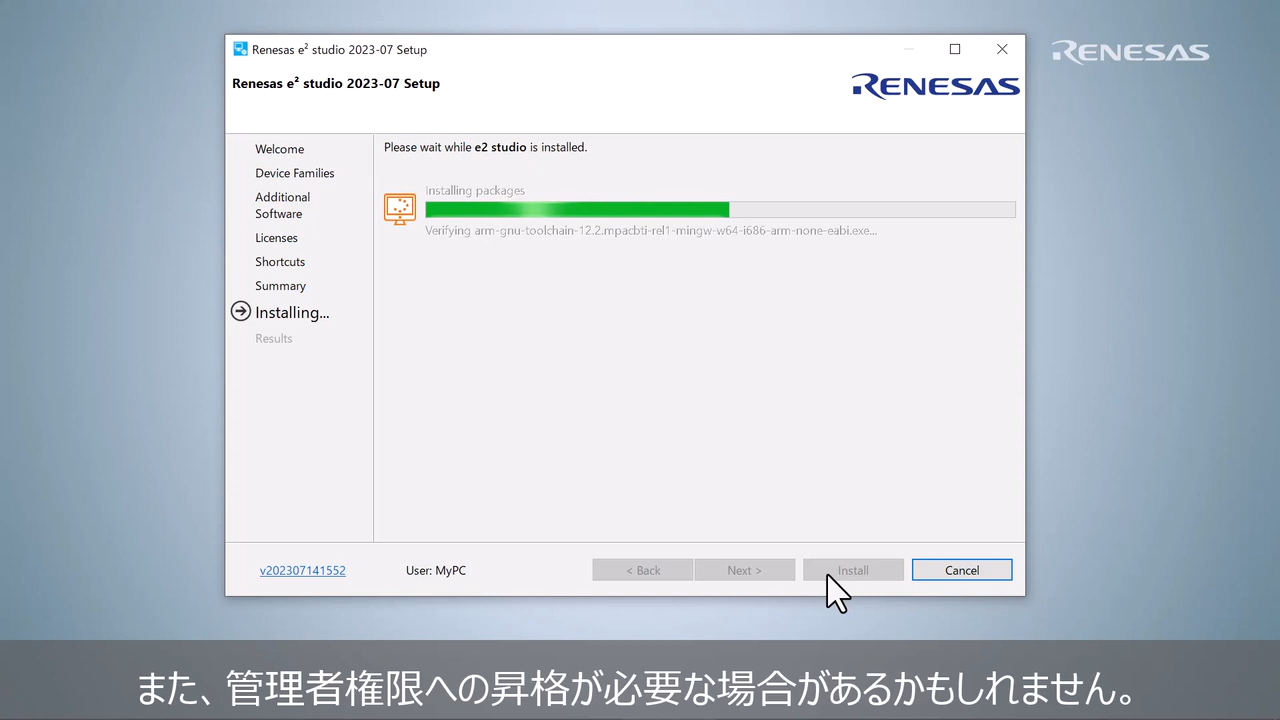 Renesas e² studio 2023-07 Setup
RENESAS
Renesas e² studio 2023-07 Setup
RENESAS
Welcome
Device Families
Additional
Software
Licenses
Shortcuts
Summary
Installing...
Results
Please wait while e2 studio is installed.
Installing packages
Verifying arm-gnu-toolchain-12.2.mpacbti-rel1-mingw-w64-i686-arm-none-eabi.exe...
v202307141552
User: MyPC
< Back
Next >
Install
Cancel
また、管理者権限への昇格が必要な場合があるかもしれません。